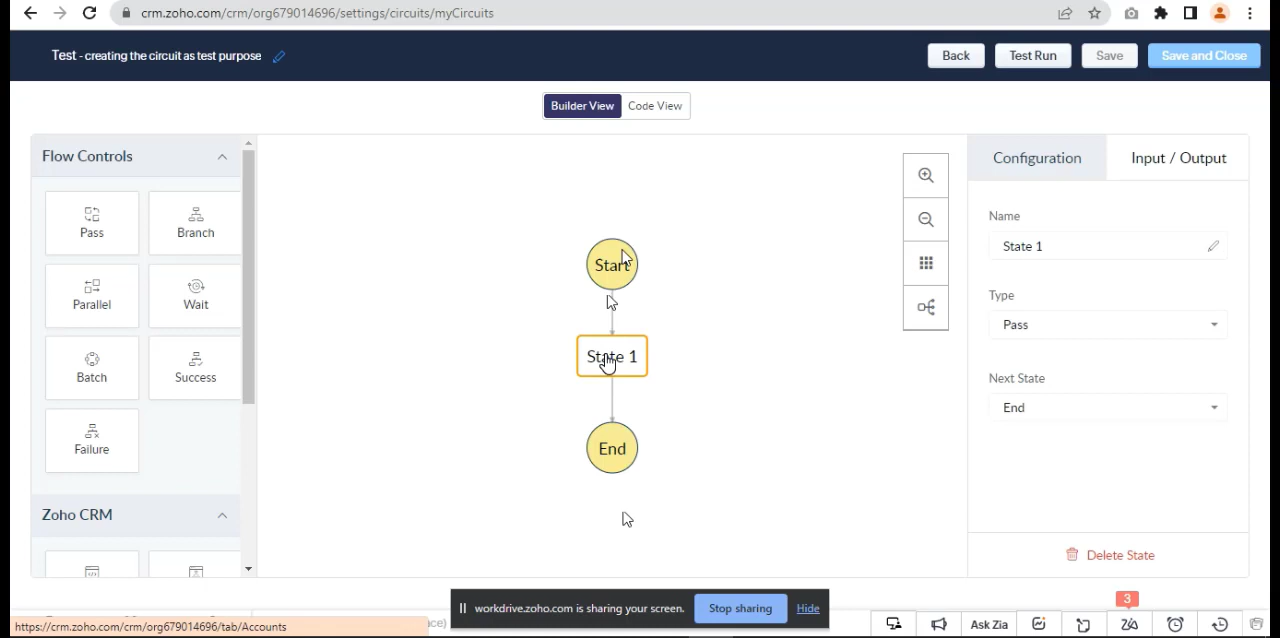 crm.zoho.com/crm/org679014696/settings/circuits/myCircuits
Test - creating the circuit as test purpose
Back
Test Run
Save
Save and Close
Builder View
Code View
Flow Controls
Pass
Branch
Parallel
Wait
Batch
Success
Failure
Zoho CRM
Start
State 1
End
Configuration
Input / Output
Name
State 1
Type
Pass
Next State
End
Delete State
workdrive.zoho.com is sharing your screen.
Stop sharing
Hide
3
Ask Zia
https://crm.zoho.com/crm/org679014696/tab/Accounts